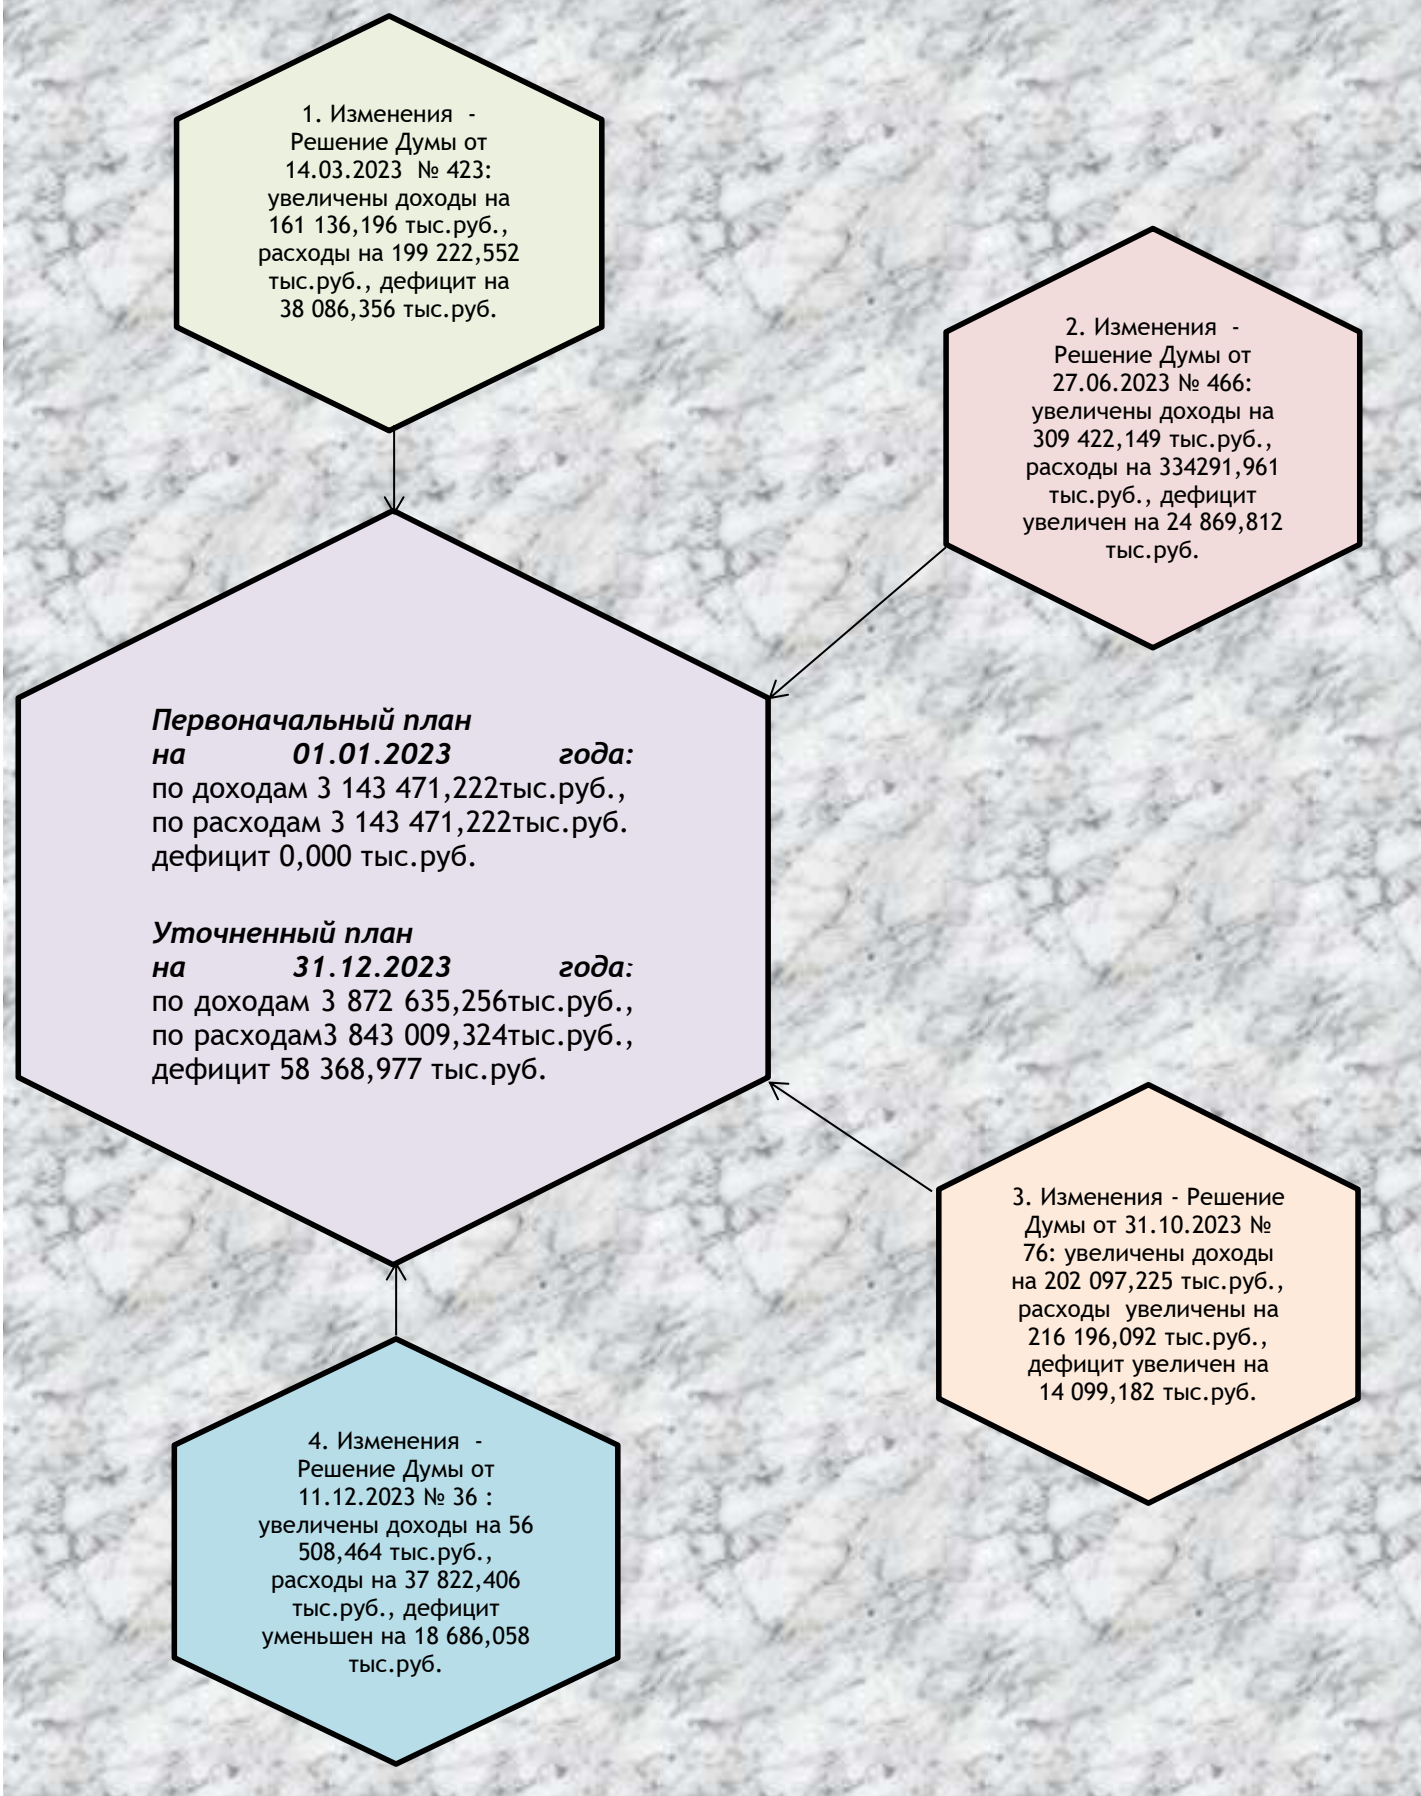 1. Изменения -
Решение Думы от
14.03.2023 № 423:
увеличены доходы на
161 136,196 тыс.руб.,
расходы на 199 222,552
тыс.руб., дефицит на
38 086,356 тыс.руб.
2. Изменения -
Решение Думы от
27.06.2023 № 466:
увеличены доходы на
309 422,149 тыс.руб.,
расходы на 334291,961
тыс.руб., дефицит
увеличен на 24 869,812
тыс.руб.
Первоначальный план
на 01.01.2023 года:
по доходам 3 143 471,222тыс.руб.,
по расходам 3 143 471,222тыс.руб.
дефицит 0,000 тыс.руб.
Уточненный план
на 31.12.2023 года:
по доходам 3 872 635,256тыс.руб.,
по расходам3 843 009,324тыс.руб.,
дефицит 58 368,977 тыс.руб.
3. Изменения - Решение
Думы от 31.10.2023 №
76: увеличены доходы
на 202 097,225 тыс.руб.,
расходы увеличены на
216 196,092 тыс.руб.,
дефицит увеличен на
14 099,182 тыс.руб.
4. Изменения -
Решение Думы от
11.12.2023 № 36 :
увеличены доходы на 56
508,464 тыс.руб.,
расходы на 37 822,406
тыс.руб., дефицит
уменьшен на 18 686,058
тыс.руб.